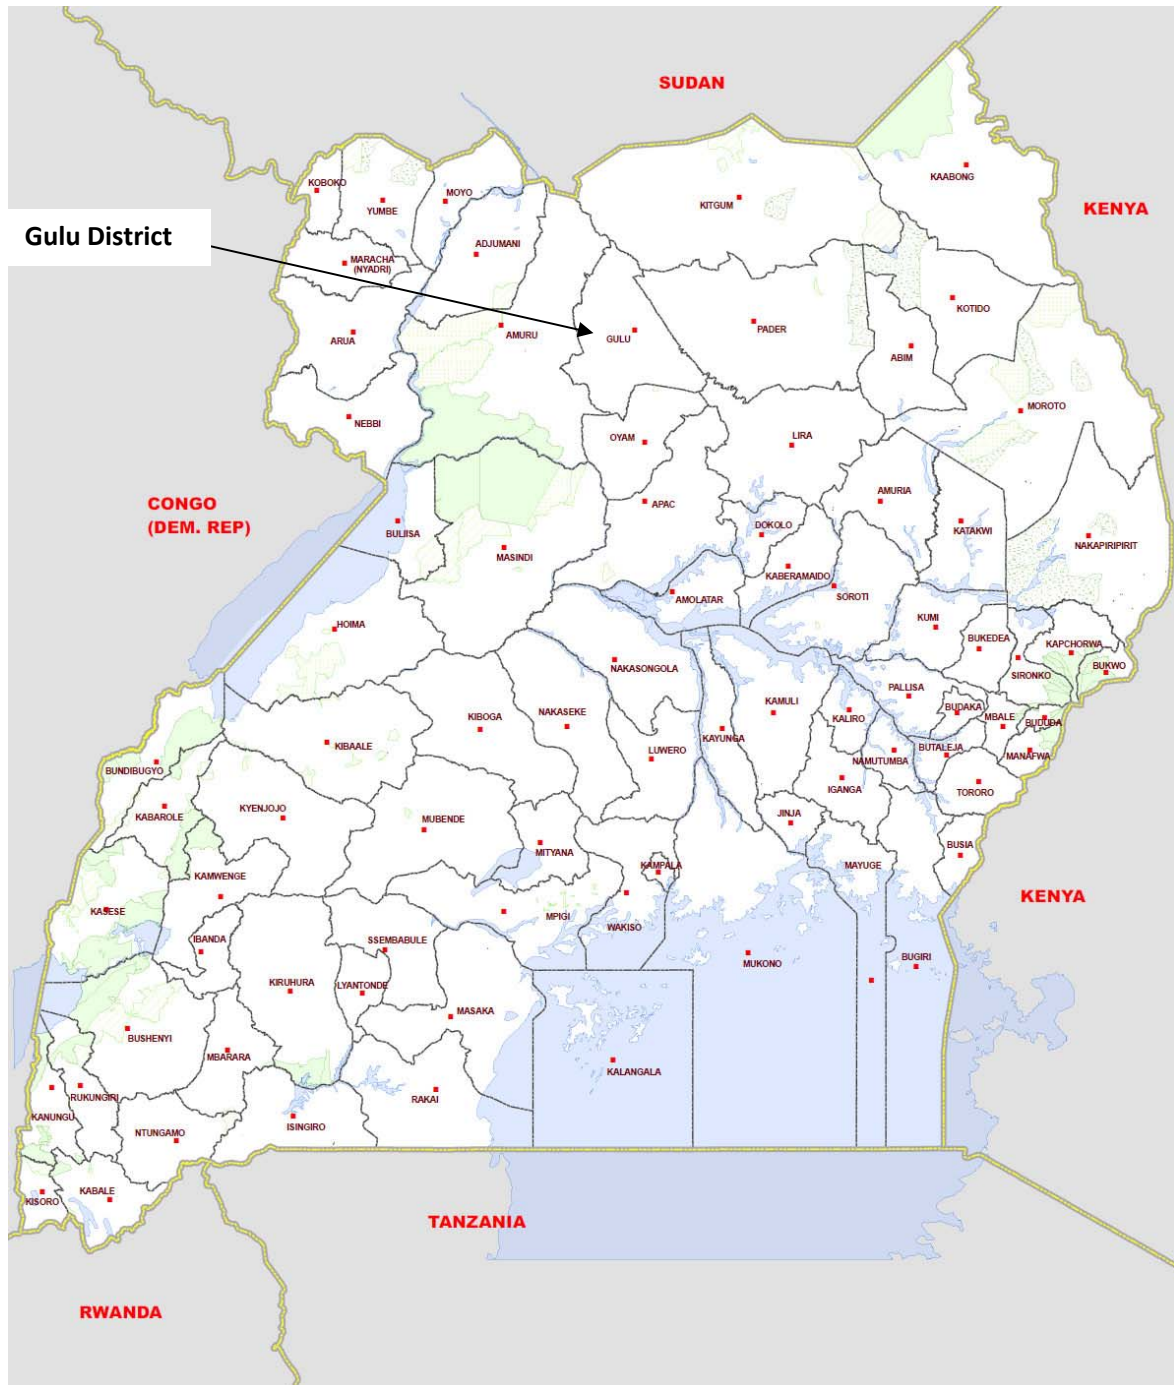 SUDAN
KAABONG
KOBOKO
YUMBE
MOYO
KITGUM
KENYA
Gulu District
ADJUMANI
MARACHA
(NYADRI)
KOTIDO
ARUA
AMURU
GULU
PADER
ABIM
MOROTO
NEBBI
OYAM
LIRA
CONGO
(DEM. REP)
APAC
AMURIA
BULIISA
DOKOLO
KATAKWI
MASINDI
NAKAPIRIPIRIT
KABERAMAIDO
AMOLATAR
SOROTI
HOIMA
KUMI
BUKEDEA
KAPCHORWA
NAKASONGOLA
SIRONKO
BUKWO
PALLISA
KAMULI
KIBOGA
NAKASEKE
KALIRO
BUDAKA
MBALE
BUDUDA
KAYUNGA
KIBAALE
LUWERO
BUTALEJA
MANAFWA
NAMUTUMBA
BUNDIBUGYO
IGANGA
TORORO
KABAROLE
KYENJOJO
MUBENDE
JINJA
MITYANA
BUSIA
KAMPALA
MAYUGE
KAMWENGE
KENYA
KASESE
MPIGI
WAKISO
IBANDA
SSEMBABULE
MUKONO
BUGIRI
KIRUHURA
LYANTONDE
MASAKA
BUSHENYI
MBARARA
KALANGALA
RUKUNGIRI
RAKAI
KANUNGU
ISINGIRO
NTUNGAMO
KISORO
KABALE
TANZANIA
RWANDA